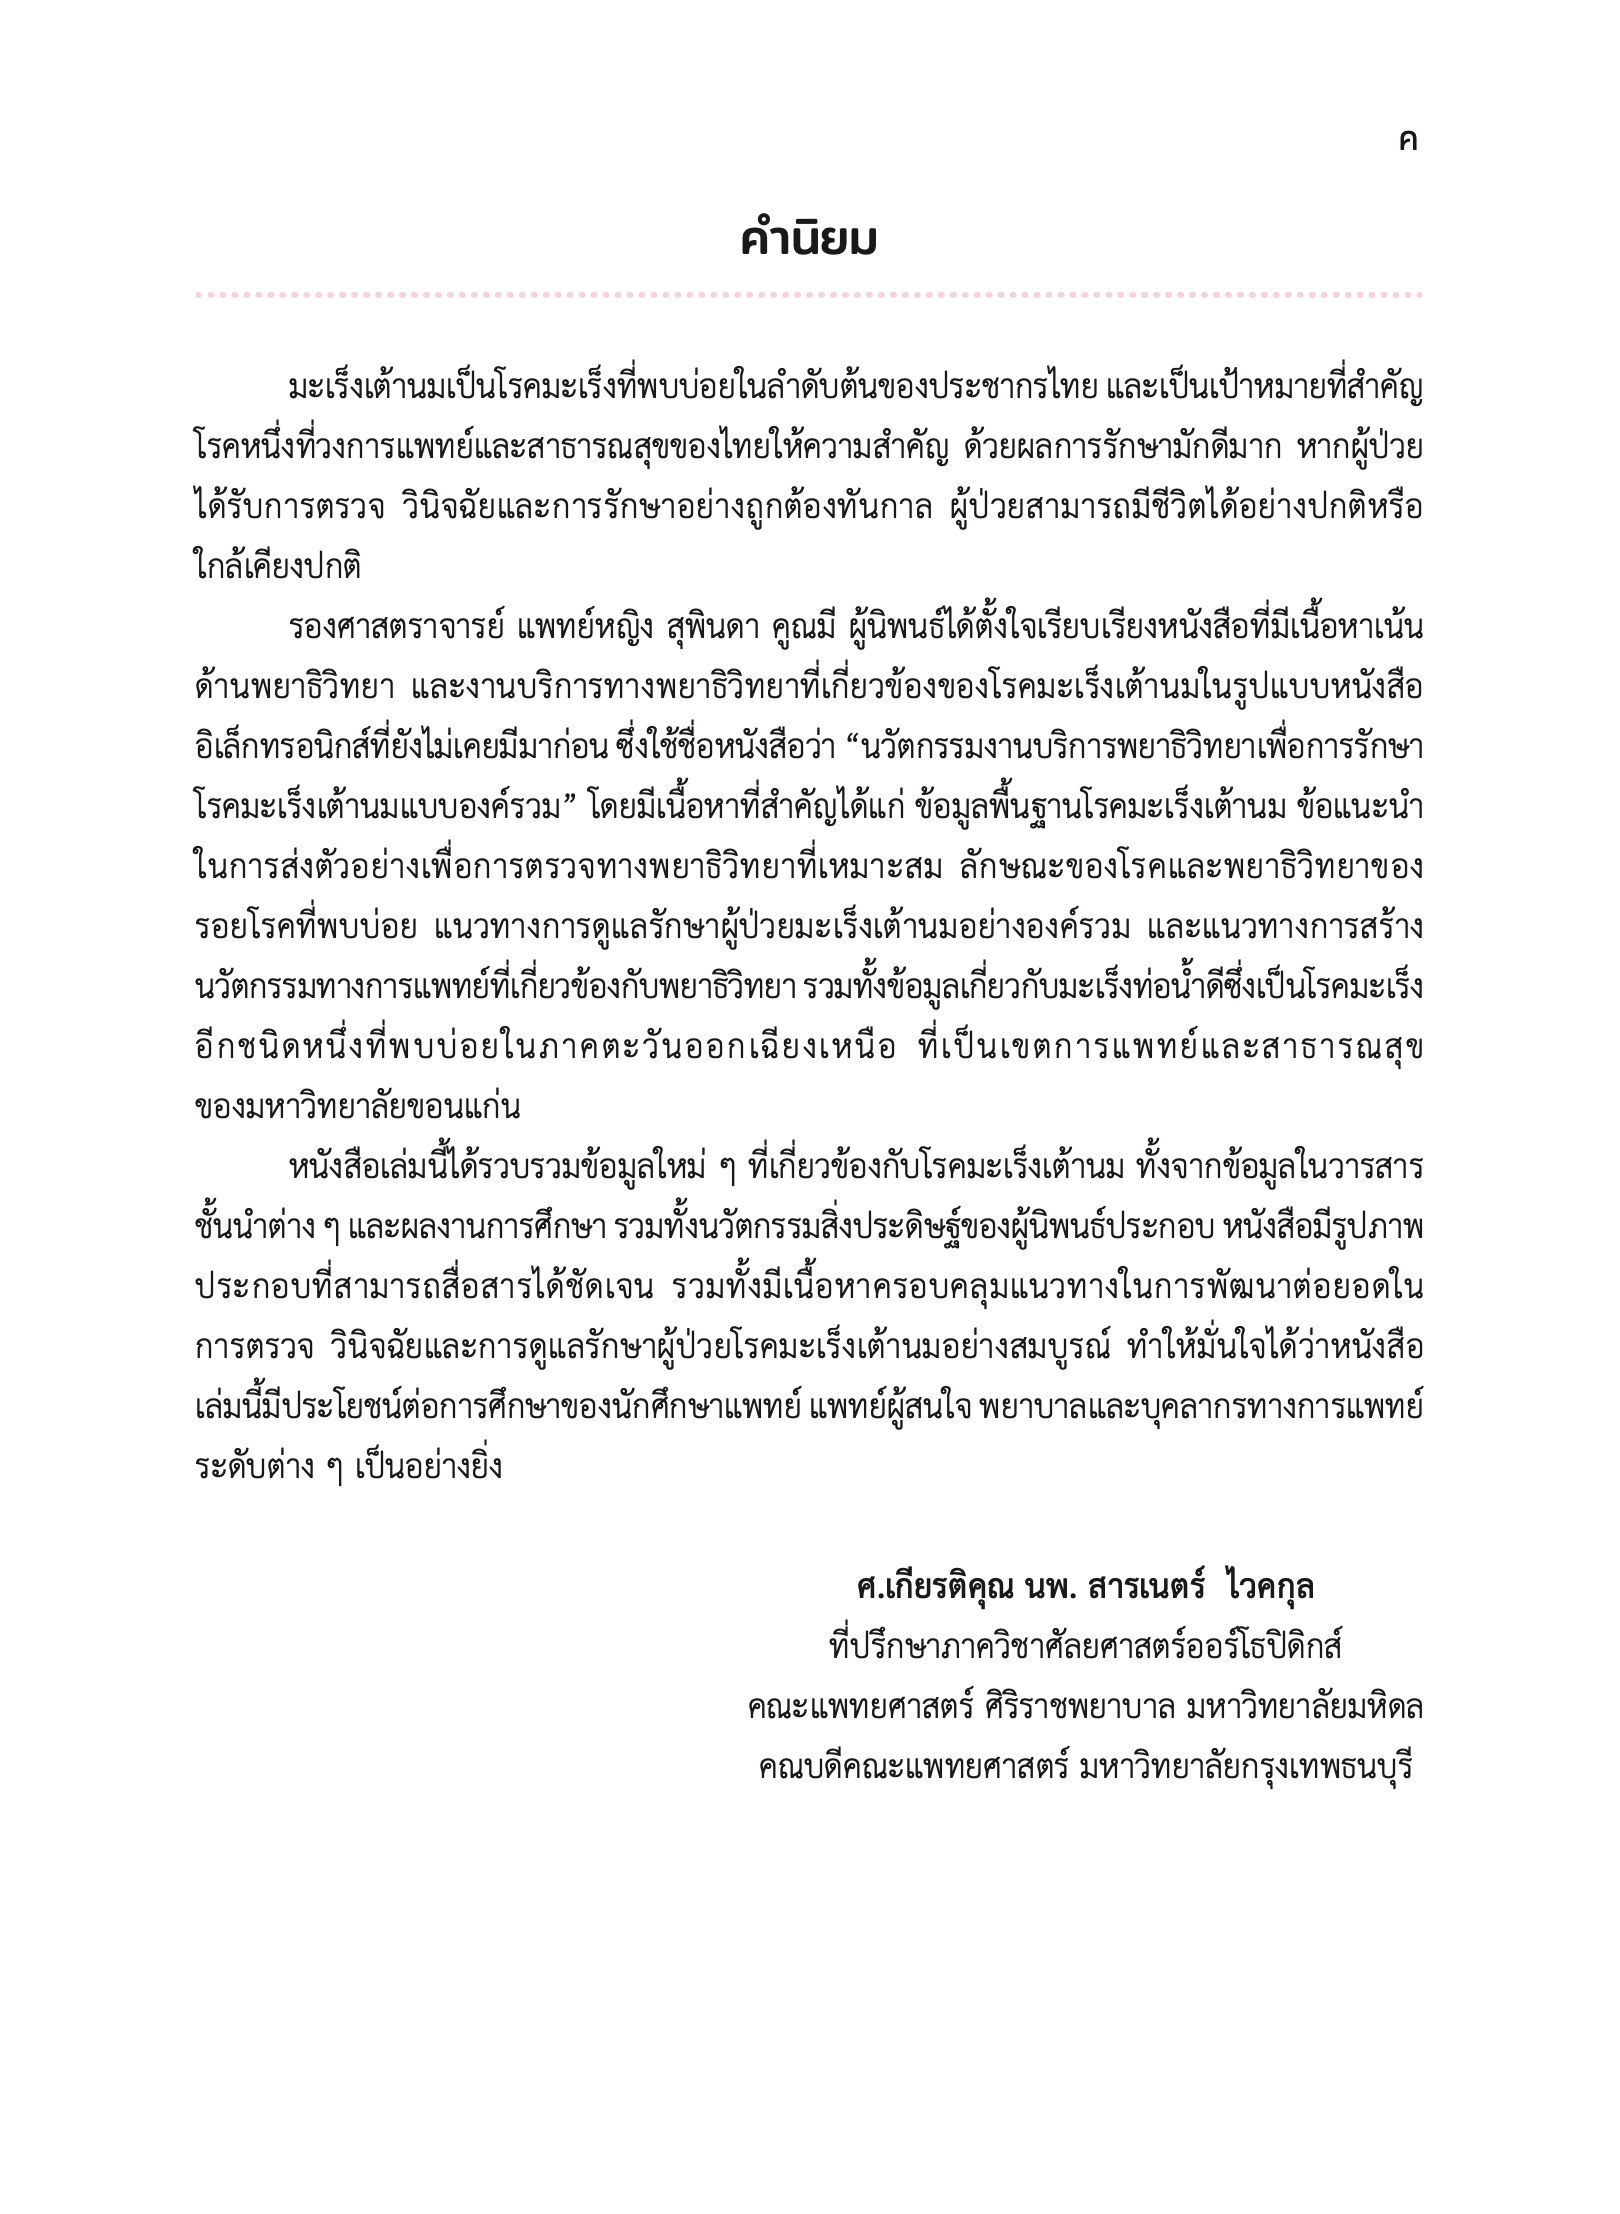 ค
คำนิยม
มะเร็งเต้านมเป็นโรคมะเร็งที่พบบ่อยในลำดับต้นของประชากรไทย และเป็นเป้าหมายที่สำคัญ
โรคหนึ่งที่วงการแพทย์และสาธารณสุขของไทยให้ความสำคัญ ด้วยผลการรักษามักดีมาก หากผู้ป่วย
ได้รับการตรวจ วินิจฉัยและการรักษาอย่างถูกต้องทันกาล ผู้ป่วยสามารถมีชีวิตได้อย่างปกติหรือ
ใกล้เคียงปกติ
รองศาสตราจารย์ แพทย์หญิง สุพินดา คูณมี ผู้นิพนธ์ได้ตั้งใจเรียบเรียงหนังสือที่มีเนื้อหาเน้น
ด้านพยาธิวิทยา และงานบริการทางพยาธิวิทยาที่เกี่ยวข้องของโรคมะเร็งเต้านมในรูปแบบหนังสือ
อิเล็กทรอนิกส์ที่ยังไม่เคยมีมาก่อน ซึ่งใช้ชื่อหนังสือว่า “นวัตกรรมงานบริการพยาธิวิทยาเพื่อการรักษา
โรคมะเร็งเต้านมแบบองค์รวม” โดยมีเนื้อหาที่สำคัญได้แก่ ข้อมูลพื้นฐานโรคมะเร็งเต้านม ข้อแนะนำ
ในการส่งตัวอย่างเพื่อการตรวจทางพยาธิวิทยาที่เหมาะสม ลักษณะของโรคและพยาธิวิทยาของ
รอยโรคที่พบบ่อย แนวทางการดูแลรักษาผู้ป่วยมะเร็งเต้านมอย่างองค์รวม และแนวทางการสร้าง
นวัตกรรมทางการแพทย์ที่เกี่ยวข้องกับพยาธิวิทยา รวมทั้งข้อมูลเกี่ยวกับมะเร็งท่อน้ำดีซึ่งเป็นโรคมะเร็ง
อีกชนิดหนึ่งที่พบบ่อยในภาคตะวันออกเฉียงเหนือ ที่เป็นเขตการแพทย์และสาธารณสุข
ของมหาวิทยาลัยขอนแก่น
หนังสือเล่มนี้ได้รวบรวมข้อมูลใหม่ ๆ ที่เกี่ยวข้องกับโรคมะเร็งเต้านม ทั้งจากข้อมูลในวารสาร
ชั้นนำต่าง ๆ และผลงานการศึกษา รวมทั้งนวัตกรรมสิ่งประดิษฐ์ของผู้นิพนธ์ประกอบ หนังสือมีรูปภาพ
ประกอบที่สามารถสื่อสารได้ชัดเจน รวมทั้งมีเนื้อหาครอบคลุมแนวทางในการพัฒนาต่อยอดใน
การตรวจ วินิจฉัยและการดูแลรักษาผู้ป่วยโรคมะเร็งเต้านมอย่างสมบูรณ์ ทำให้มั่นใจได้ว่าหนังสือ
เล่มนี้มีประโยชน์ต่อการศึกษาของนักศึกษาแพทย์ แพทย์ผู้สนใจ พยาบาลและบุคลากรทางการแพทย์
ระดับต่าง ๆ เป็นอย่างยิ่ง
ศ.เกียรติคุณ นพ. สารเนตร์ ไวคกุล
ที่ปรึกษาภาควิชาศัลยศาสตร์ออร์โธปิดิกส์
คณะแพทยศาสตร์ ศิริราชพยาบาล มหาวิทยาลัยมหิดล
คณบดีคณะแพทยศาสตร์ มหาวิทยาลัยกรุงเทพธนบุรี